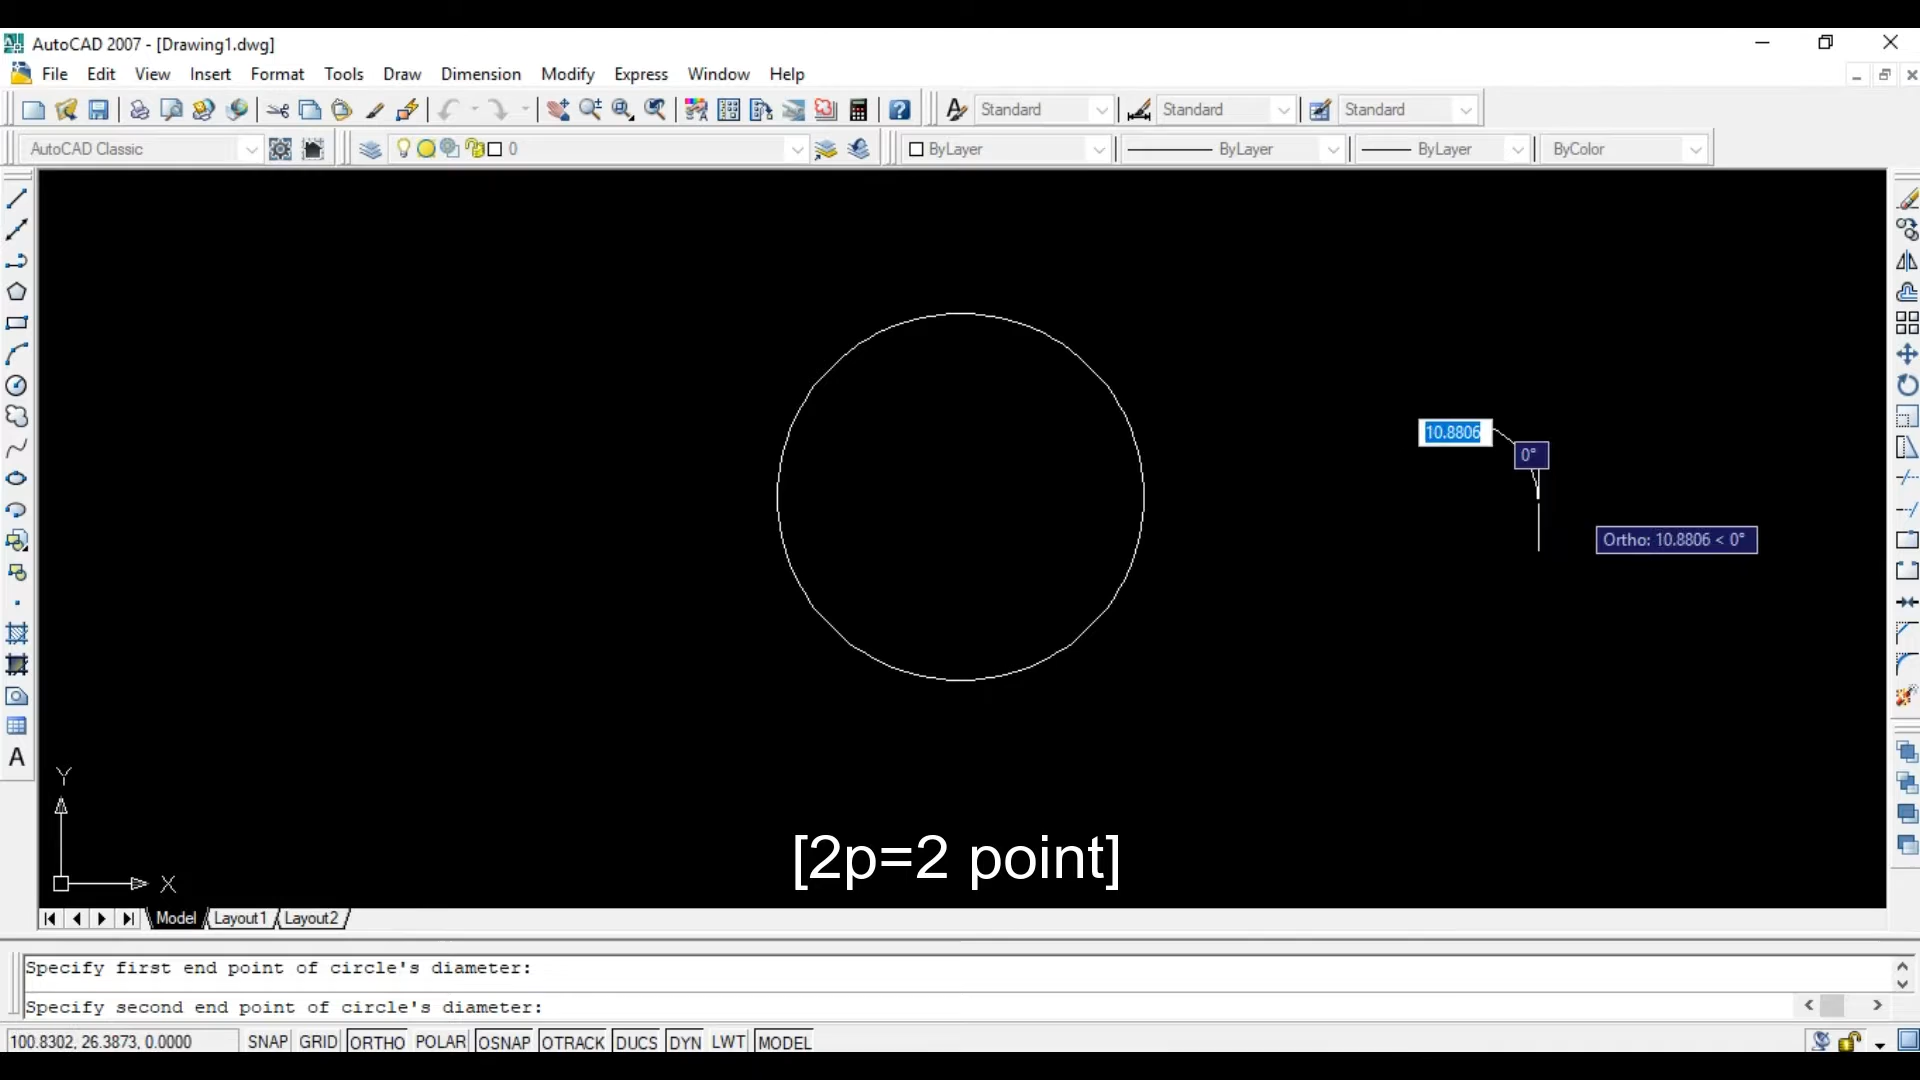 AutoCAD 2007 - [Drawing1.dwg]
File Edit View Insert Format Tools Draw Dimension Modify Express Window Help
Standard Standard Standard
AutoCAD Classic 0 ByLayer ByLayer ByLayer ByColor
10.8806
0°
Ortho: 10.8806 < 0°
A
Y
[2p=2 point]
X
Model Layout1 Layout2
Specify first end point of circle's diameter:
Specify second end point of circle's diameter:
100.8302, 26.3873, 0.0000 SNAP GRID ORTHO POLAR OSNAP OTRACK DUCS DYN LWT MODEL